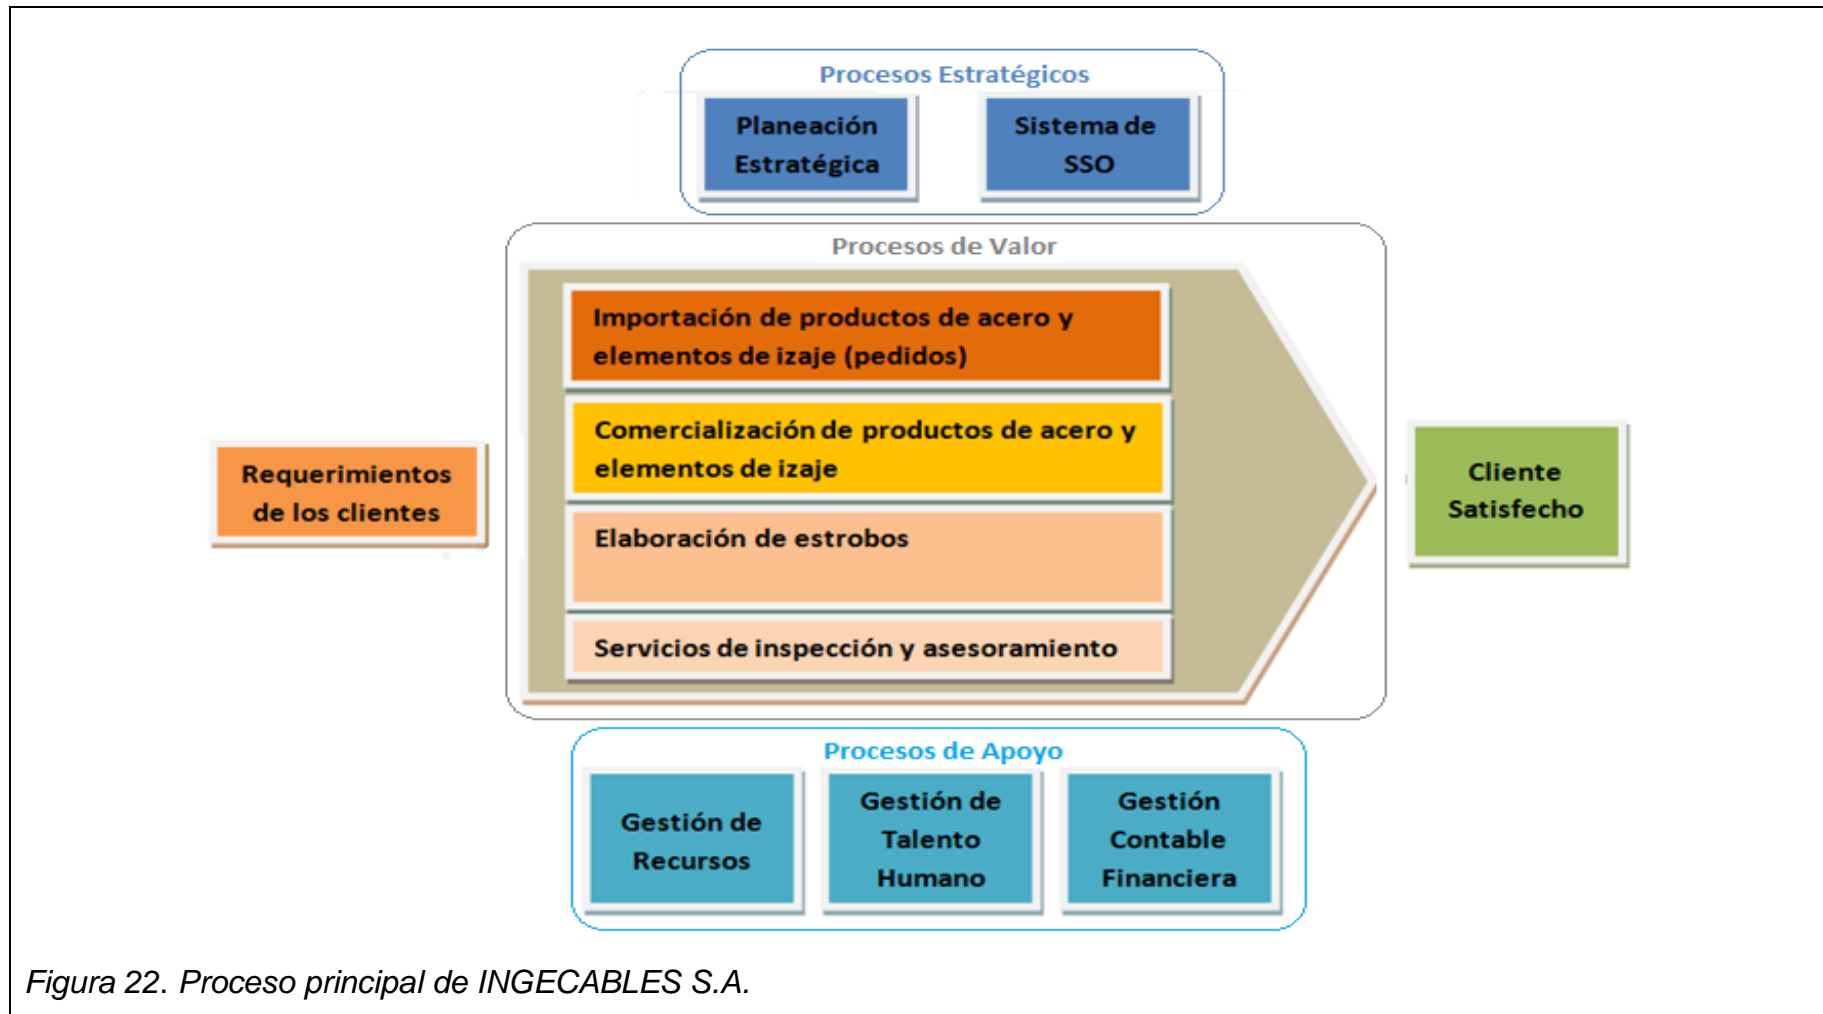 Procesos Estratégicos
Planeación
Estratégica
Sistema de
SSO
Procesos de Valor
Importación de productos de acero y
elementos de izaje (pedidos)
Comercialización de productos de acero y
elementos de izaje
Elaboración de estrobos
Servicios de inspección y asesoramiento
Requerimientos
de los clientes
Cliente
Satisfecho
Procesos de Apoyo
Gestión de
Recursos
Gestión de
Talento
Humano
Gestión
Contable
Financiera
Figura 22. Proceso principal de INGECABLES S.A.